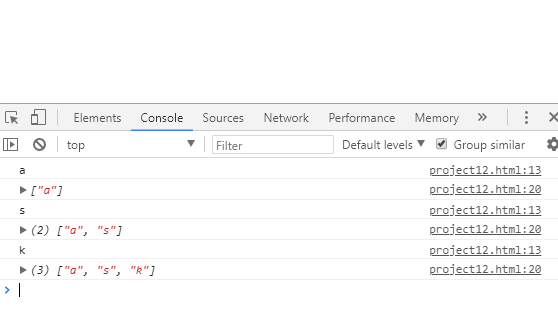 Elements Console Sources Network Performance Memory »
top Filter Default levels Group similar
a project12.html:13
["a"] project12.html:20
s project12.html:13
(2) ["a", "s"] project12.html:20
k project12.html:13
(3) ["a", "s", "k"] project12.html:20